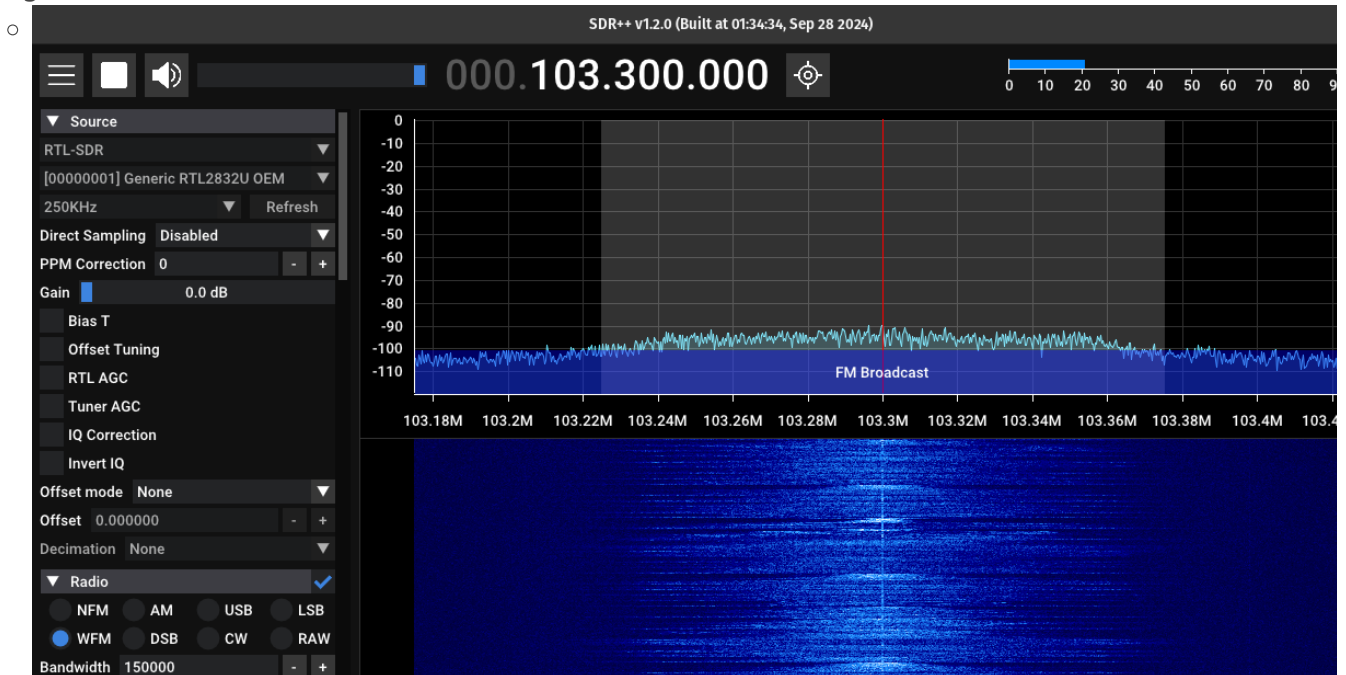 SDR++ v1.2.0 (Built at 01:34:34, Sep 28 2024)
000.103.300.000
0 10 20 30 40 50 60 70 80 9
Source
RTL-SDR
[00000001] Generic RTL2832U OEM
250KHz Refresh
Direct Sampling Disabled
PPM Correction 0 - +
Gain 0.0 dB
Bias T
Offset Tuning
RTL AGC
Tuner AGC
IQ Correction
Invert IQ
Offset mode None
Offset 0.000000 - +
Decimation None
Radio
NFM AM USB LSB
WFM DSB CW RAW
Bandwidth 150000 - +
0
-10
-20
-30
-40
-50
-60
-70
-80
-90
-100
-110
FM Broadcast
103.18M 103.2M 103.22M 103.24M 103.26M 103.28M 103.3M 103.32M 103.34M 103.36M 103.38M 103.4M 103.4